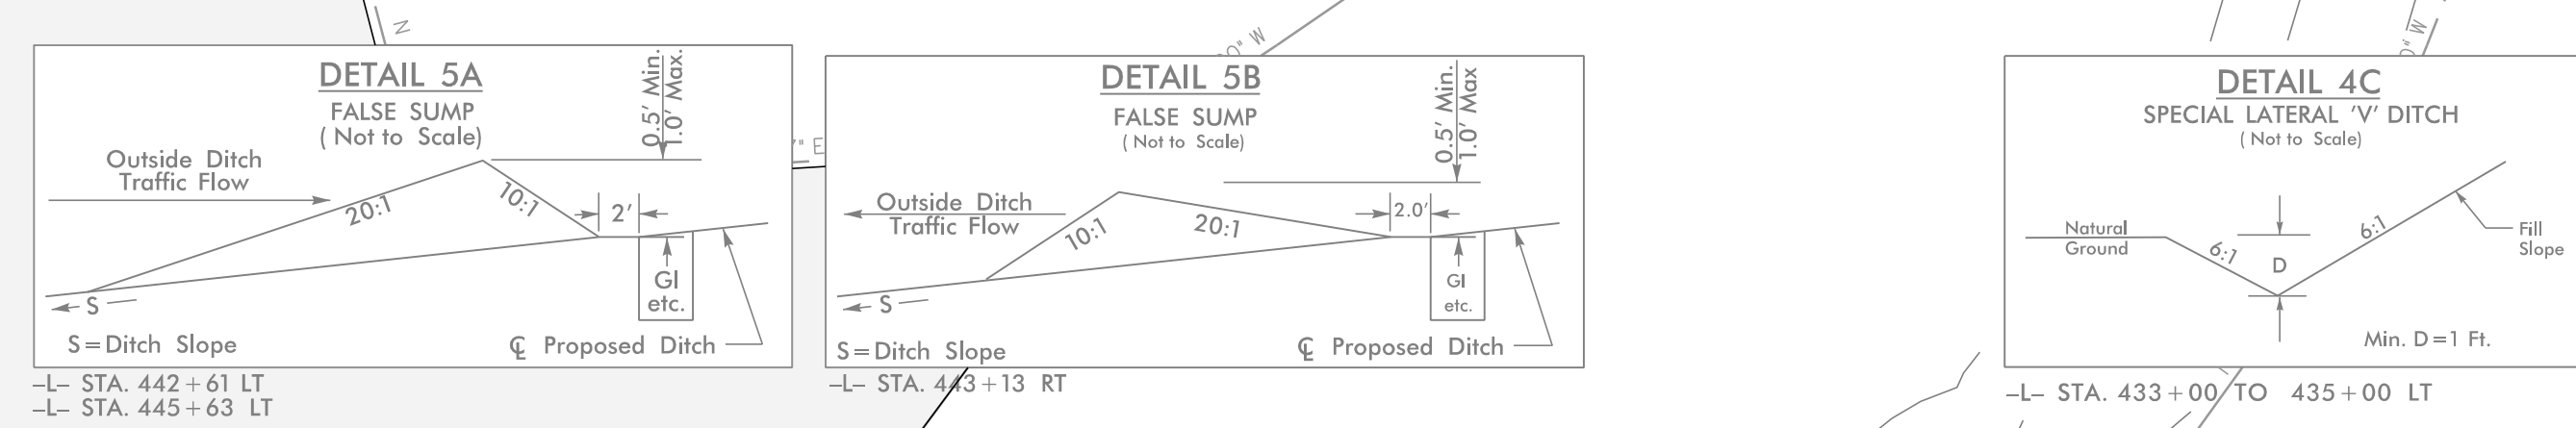 N
DETAIL 5A
FALSE SUMP
( Not to Scale)
0.5' Min.
1.0' Max.
Outside Ditch
Traffic Flow
20:1
10:1
2'
GI
etc.
S
S=Ditch Slope
℄ Proposed Ditch
-L- STA. 442+61 LT
-L- STA. 445+63 LT
" E
0" W
DETAIL 5B
FALSE SUMP
( Not to Scale)
0.5' Min.
1.0' Max
Outside Ditch
Traffic Flow
10:1
20:1
2.0'
GI
etc.
S
S=Ditch Slope
℄ Proposed Ditch
-L- STA. 443+13 RT
0" W
DETAIL 4C
SPECIAL LATERAL 'V' DITCH
( Not to Scale)
Natural
Ground
6:1
D
6:1
Fill
Slope
Min. D=1 Ft.
-L- STA. 433+00 TO 435+00 LT